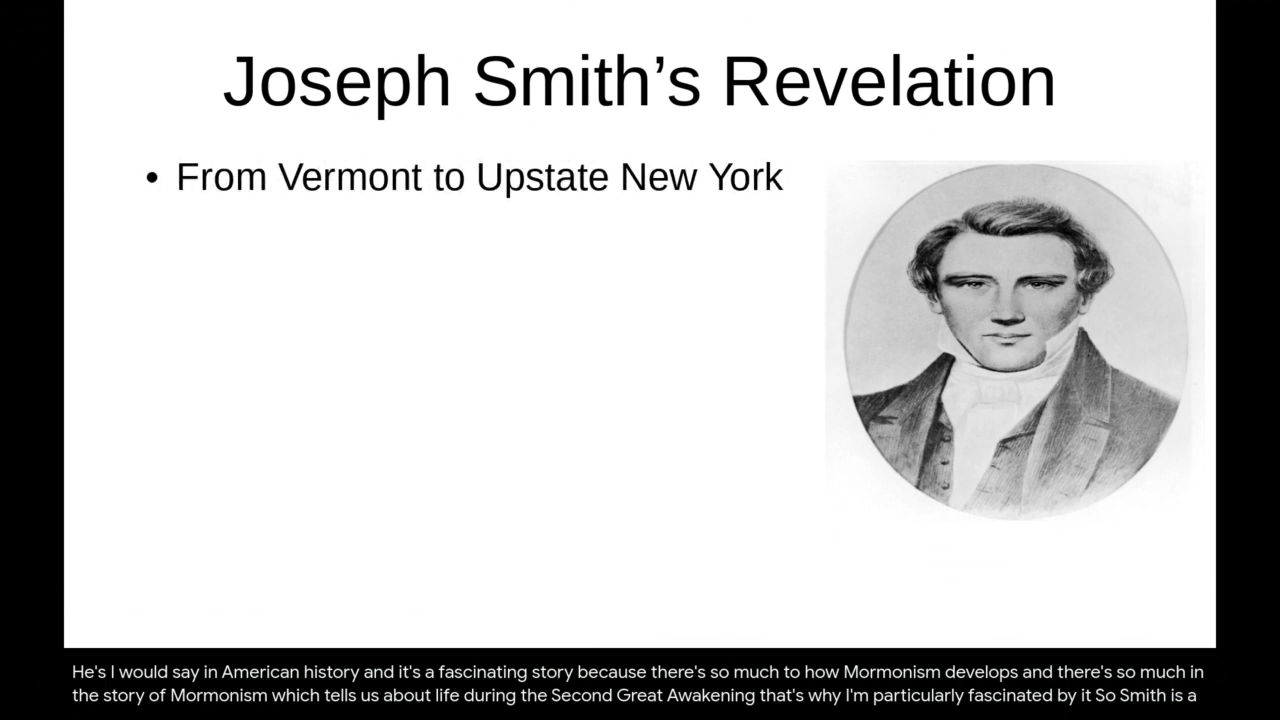 Joseph Smith’s Revelation
• From Vermont to Upstate New York
He's I would say in American history and it's a fascinating story because there's so much to how Mormonism develops and there's so much in
the story of Mormonism which tells us about life during the Second Great Awakening that's why I'm particularly fascinated by it So Smith is a